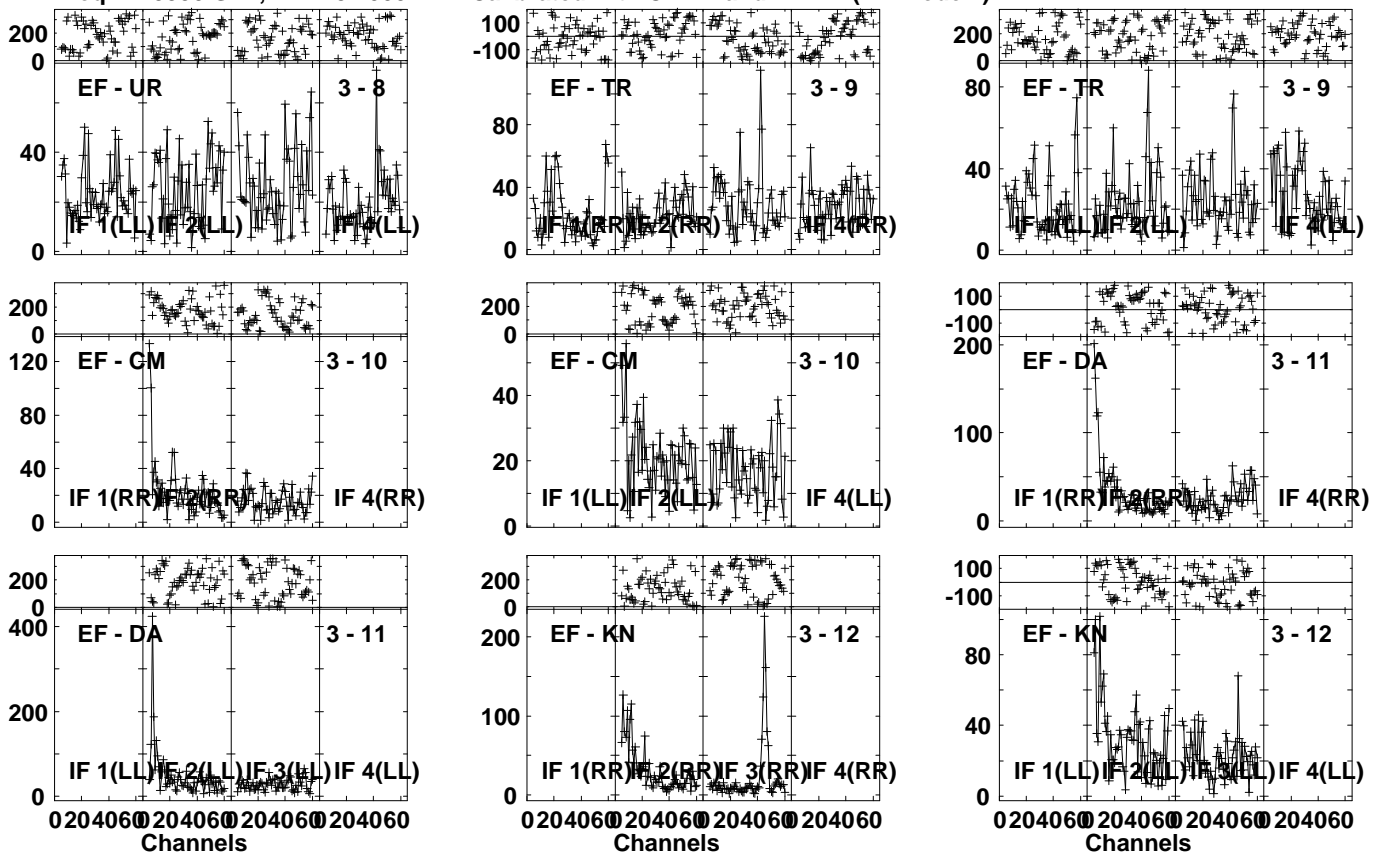 200 100 200
0 -100 0
EF - UR 3 - 8 EF - TR 3 - 9 EF - TR 3 - 9
80 80
40 40 40
0 0 0
IF 1(LL) IF 2(LL) IF 4(LL) IF 1(RR) IF 2(RR) IF 4(RR) IF 1(LL) IF 2(LL) IF 4(LL)
200 200 100
0 0 -100
EF - CM 3 - 10 EF - CM 3 - 10 EF - DA 3 - 11
120 200
80 40
40 20 100
0 0 0
IF 1(RR) IF 2(RR) IF 4(RR) IF 1(LL) IF 2(LL) IF 4(LL) IF 1(RR) IF 2(RR) IF 4(RR)
200 200 100
0 0 -100
EF - DA 3 - 11 EF - KN 3 - 12 EF - KN 3 - 12
400 200 80
200 100 40
0 0 0
IF 1(LL) IF 2(LL) IF 3(LL) IF 4(LL) IF 1(RR) IF 2(RR) IF 3(RR) IF 4(RR) IF 1(LL) IF 2(LL) IF 3(LL) IF 4(LL)
0 20 40 60 0 20 40 60 0 20 40 60 0 20 40 60 0 20 40 60 0 20 40 60 0 20 40 60 0 20 40 60 0 20 40 60 0 20 40 60 0 20 40 60 0 20 40 60
Channels Channels Channels